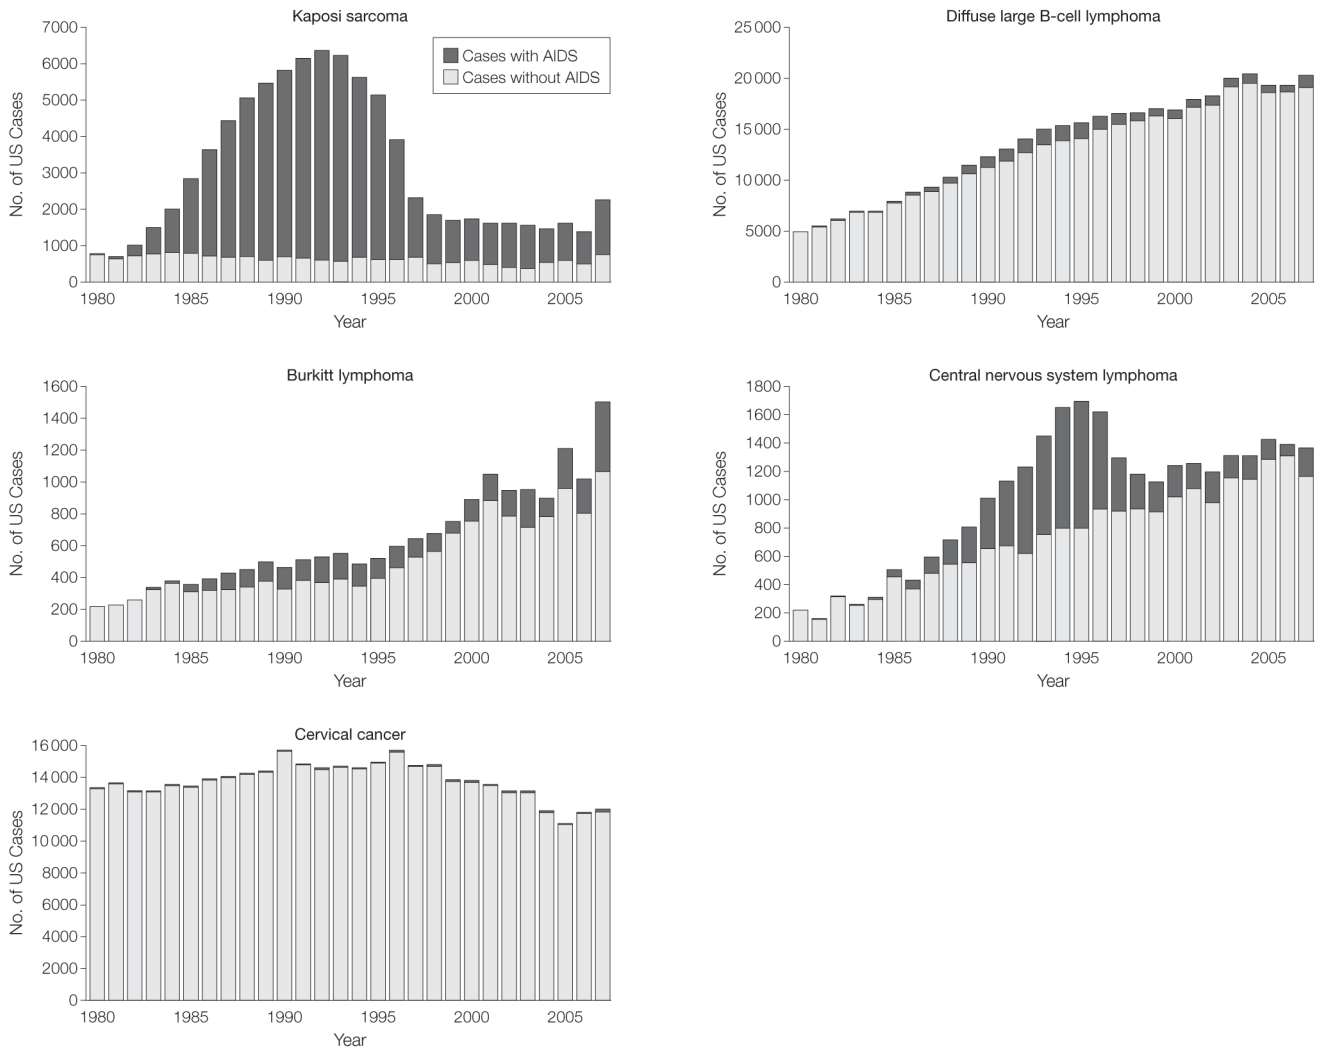 Kaposi sarcoma
7000
6000
5000
4000
3000
2000
1000
0
No. of US Cases
Cases with AIDS
Cases without AIDS
1980 1985 1990 1995 2000 2005
Year
Diffuse large B-cell lymphoma
25 000
20 000
15 000
10 000
5000
0
No. of US Cases
1980 1985 1990 1995 2000 2005
Year
Burkitt lymphoma
1600
1400
1200
1000
800
600
400
200
0
No. of US Cases
1980 1985 1990 1995 2000 2005
Year
Central nervous system lymphoma
1800
1600
1400
1200
1000
800
600
400
200
0
No. of US Cases
1980 1985 1990 1995 2000 2005
Year
Cervical cancer
16 000
14 000
12 000
10 000
8000
6000
4000
2000
0
No. of US Cases
1980 1985 1990 1995 2000 2005
Year